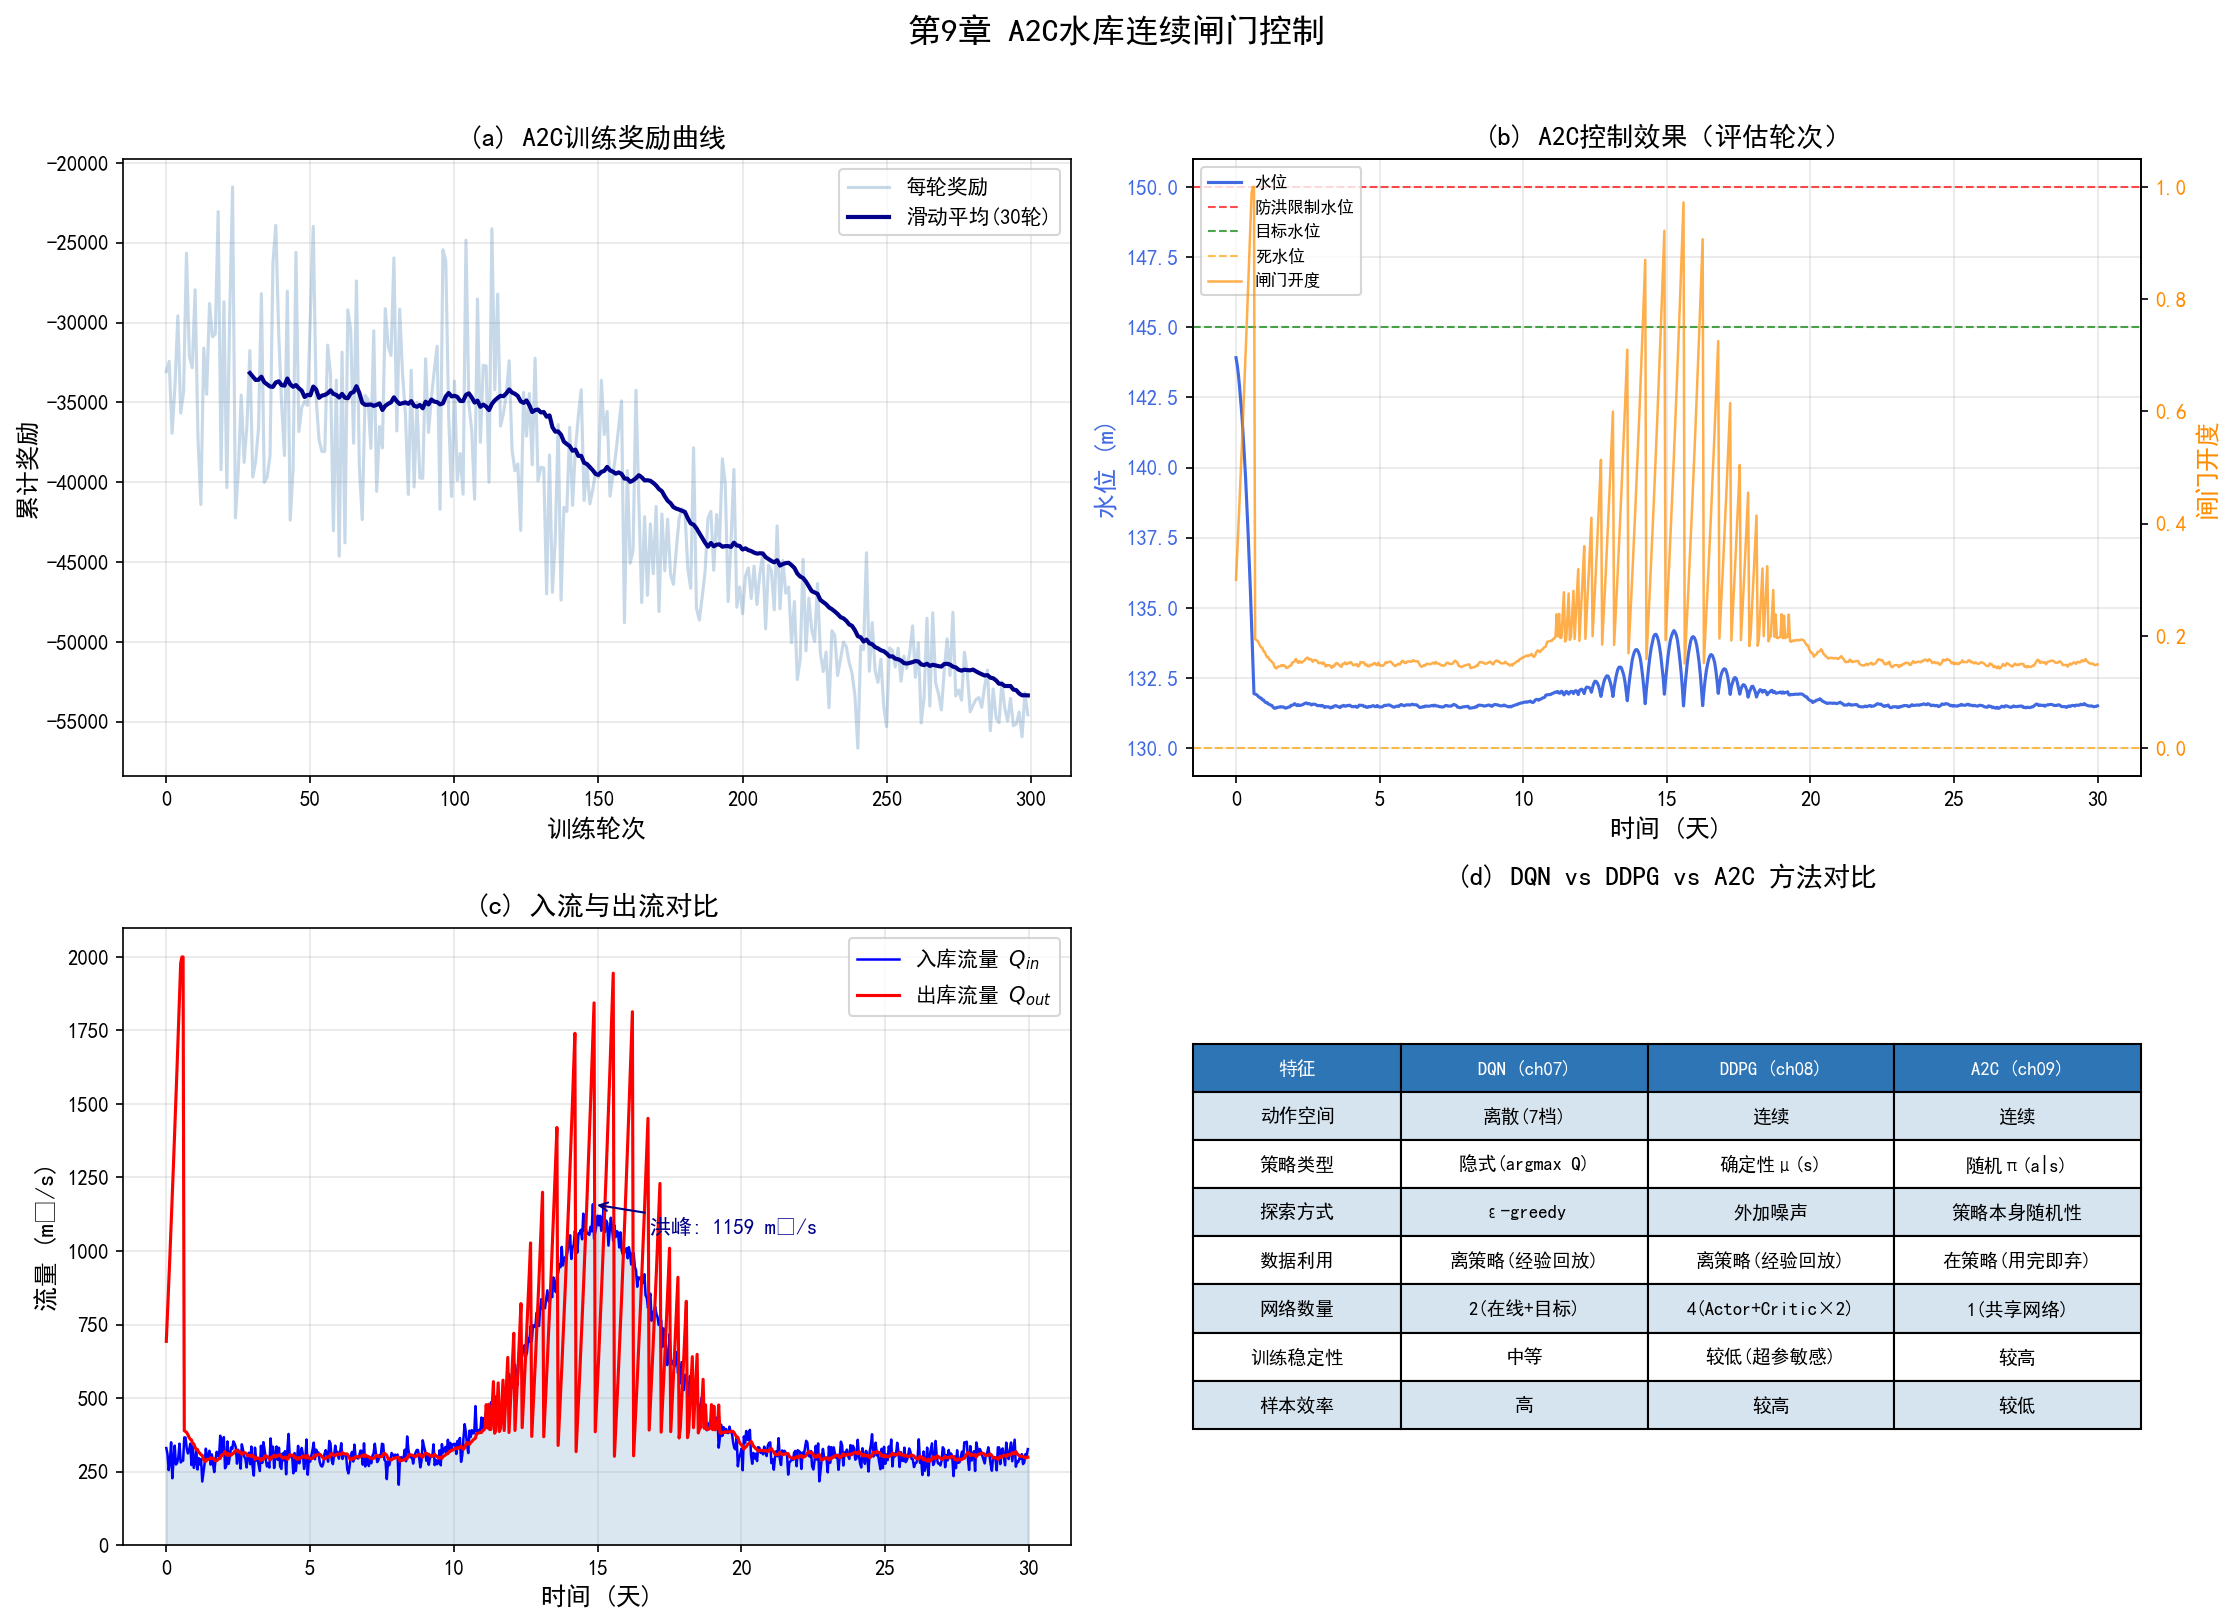 第9章 A2C水库连续闸门控制
(a) A2C训练奖励曲线
−20000
−25000
−30000
−35000
−40000
−45000
−50000
−55000
累计奖励
每轮奖励
滑动平均(30轮)
0 50 100 150 200 250 300
训练轮次
(b) A2C控制效果（评估轮次）
150.0
147.5
145.0
142.5
140.0
137.5
135.0
132.5
130.0
水位 (m)
水位
防洪限制水位
目标水位
死水位
闸门开度
1.0
0.8
0.6
0.4
0.2
0.0
闸门开度
0 5 10 15 20 25 30
时间 (天)
(c) 入流与出流对比
2000
1750
1500
1250
1000
750
500
250
0
流量 (m□/s)
入库流量 Qin
出库流量 Qout
洪峰: 1159 m□/s
0 5 10 15 20 25 30
时间 (天)
(d) DQN vs DDPG vs A2C 方法对比
特征 DQN (ch07) DDPG (ch08) A2C (ch09)
动作空间 离散(7档) 连续 连续
策略类型 隐式(argmax Q) 确定性μ(s) 随机π(a|s)
探索方式 ε-greedy 外加噪声 策略本身随机性
数据利用 离策略(经验回放) 离策略(经验回放) 在策略(用完即弃)
网络数量 2(在线+目标) 4(Actor+Critic×2) 1(共享网络)
训练稳定性 中等 较低(超参敏感) 较高
样本效率 高 较高 较低